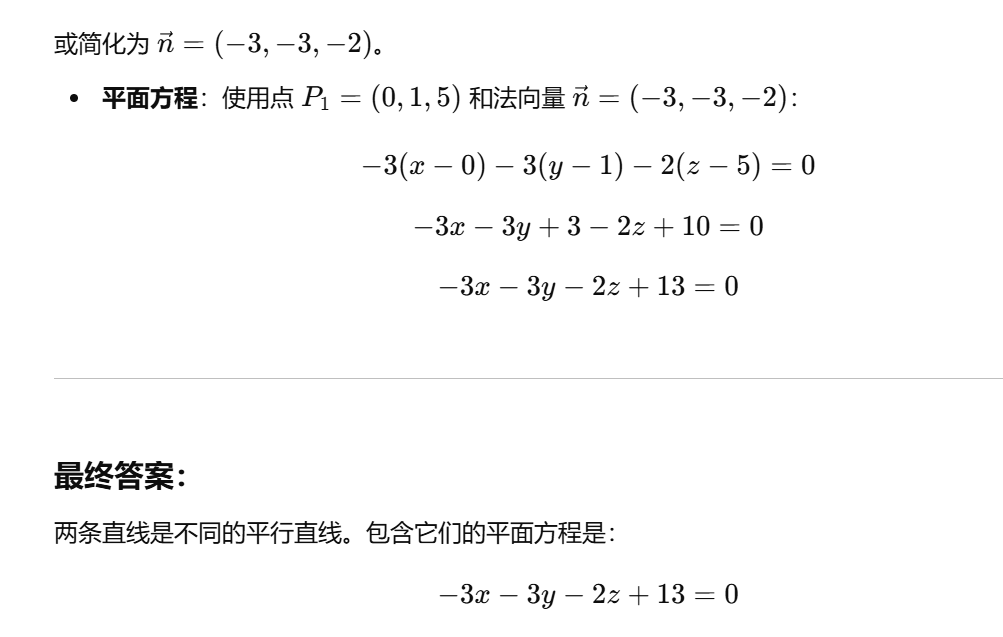 或简化为 $\vec{n} = (-3, -3, -2)$。
• 平面方程：使用点 $P_1 = (0, 1, 5)$ 和法向量 $\vec{n} = (-3, -3, -2)$：
$-3(x - 0) - 3(y - 1) - 2(z - 5) = 0$
$-3x - 3y + 3 - 2z + 10 = 0$
$-3x - 3y - 2z + 13 = 0$
最终答案：
两条直线是不同的平行直线。包含它们的平面方程是：
$-3x - 3y - 2z + 13 = 0$